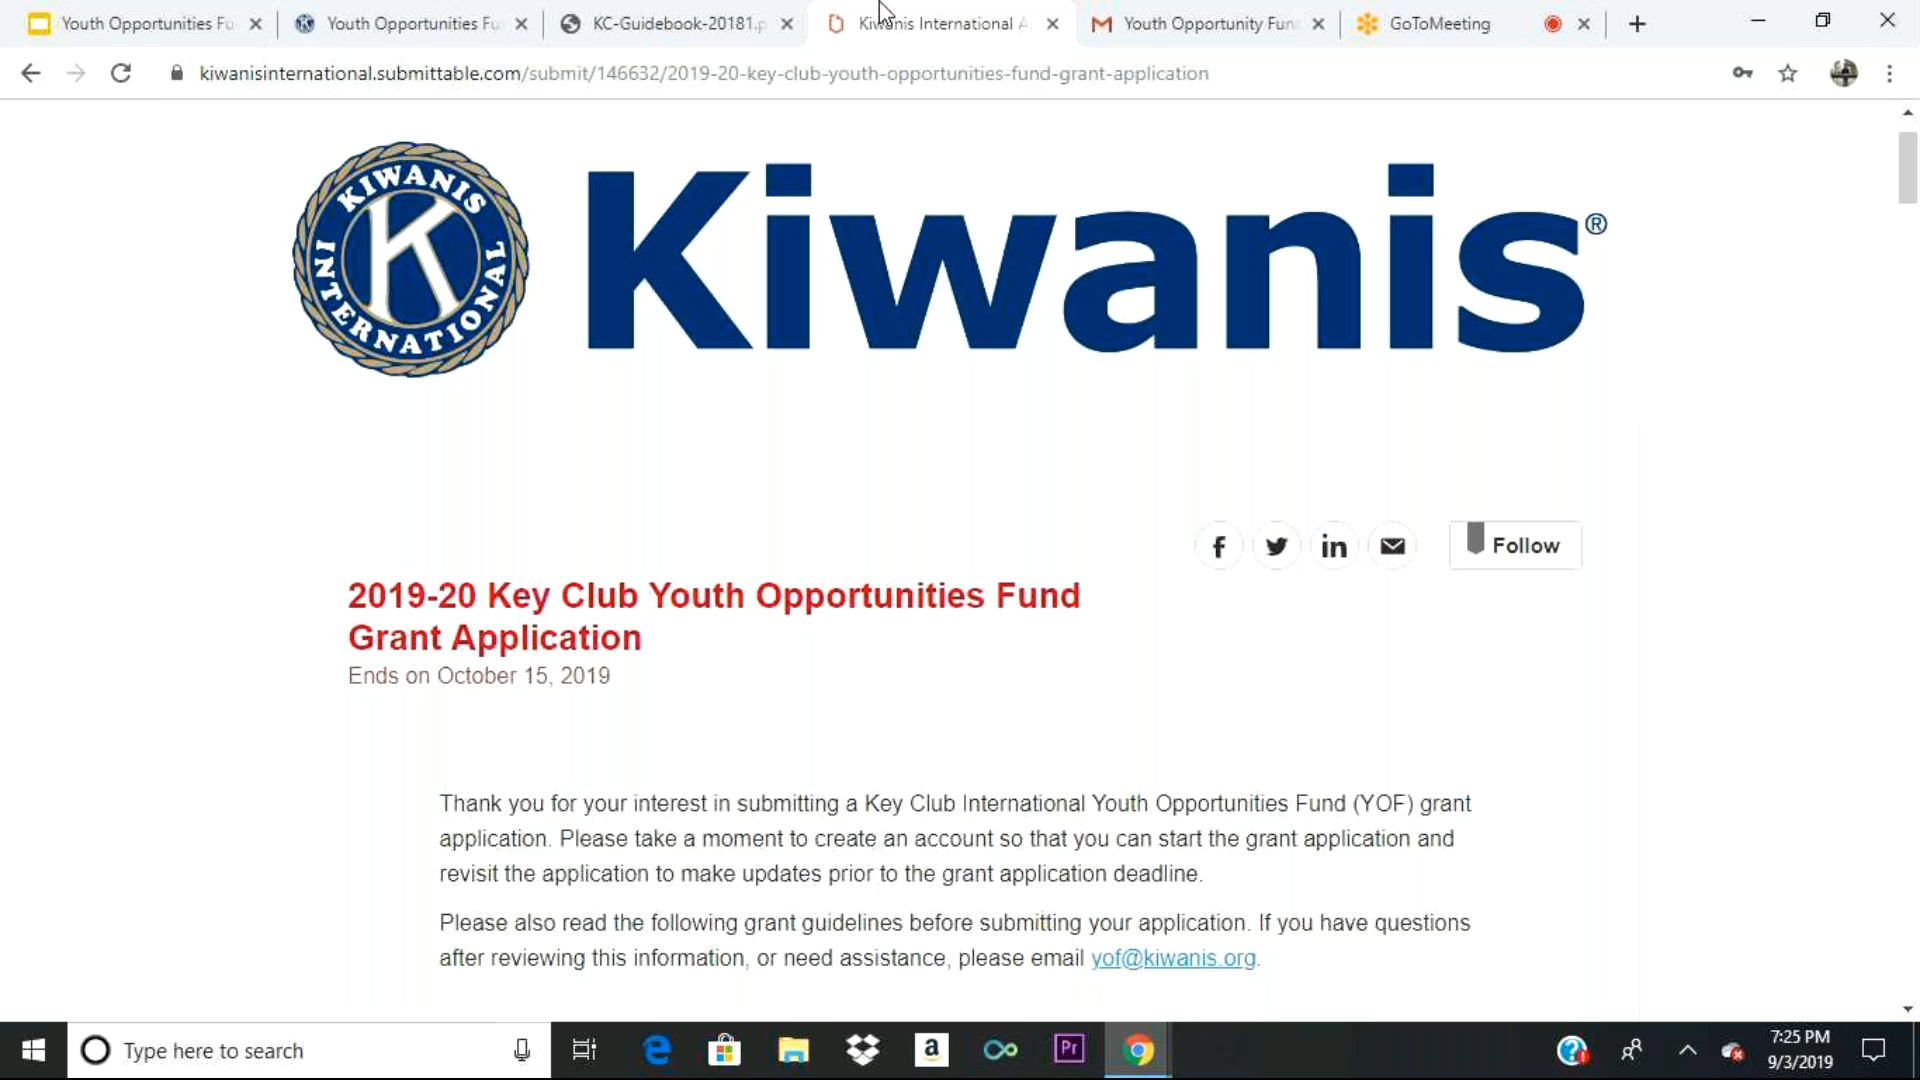 Youth Opportunities Fu
Youth Opportunities Fu
KC-Guidebook-20181.p
Kiwanis International A
Youth Opportunity Fun
GoToMeeting
kiwanisinternational.submittable.com/submit/146632/2019-20-key-club-youth-opportunities-fund-grant-application
KIWANIS
INTERNATIONAL
K
Kiwanis®
f
in
Follow
2019-20 Key Club Youth Opportunities Fund
Grant Application
Ends on October 15, 2019
Thank you for your interest in submitting a Key Club International Youth Opportunities Fund (YOF) grant
application. Please take a moment to create an account so that you can start the grant application and
revisit the application to make updates prior to the grant application deadline.
Please also read the following grant guidelines before submitting your application. If you have questions
after reviewing this information, or need assistance, please email yof@kiwanis.org.
Type here to search
a
Pr
7:25 PM
9/3/2019